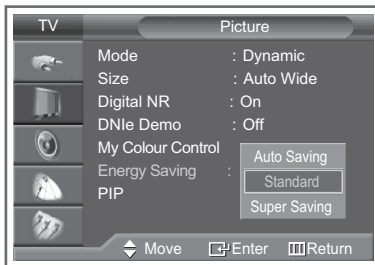 TV Picture
Mode : Dynamic
Size : Auto Wide
Digital NR : On
DNIe Demo : Off
My Colour Control
Energy Saving :
PIP
Auto Saving
Standard
Super Saving
Move Enter Return